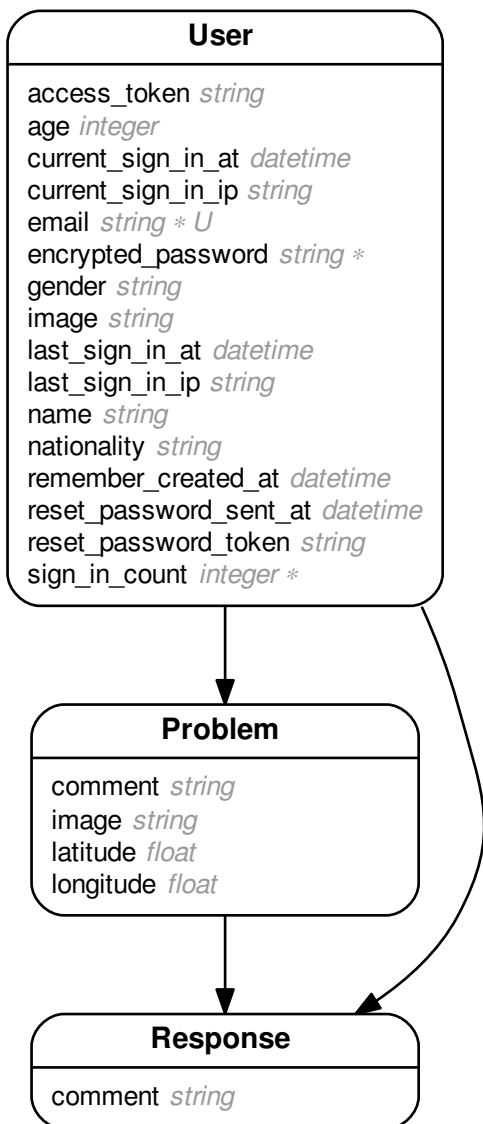 User
access_token string
age integer
current_sign_in_at datetime
current_sign_in_ip string
email string ∗ U
encrypted_password string ∗
gender string
image string
last_sign_in_at datetime
last_sign_in_ip string
name string
nationality string
remember_created_at datetime
reset_password_sent_at datetime
reset_password_token string
sign_in_count integer ∗
Problem
comment string
image string
latitude float
longitude float
Response
comment string